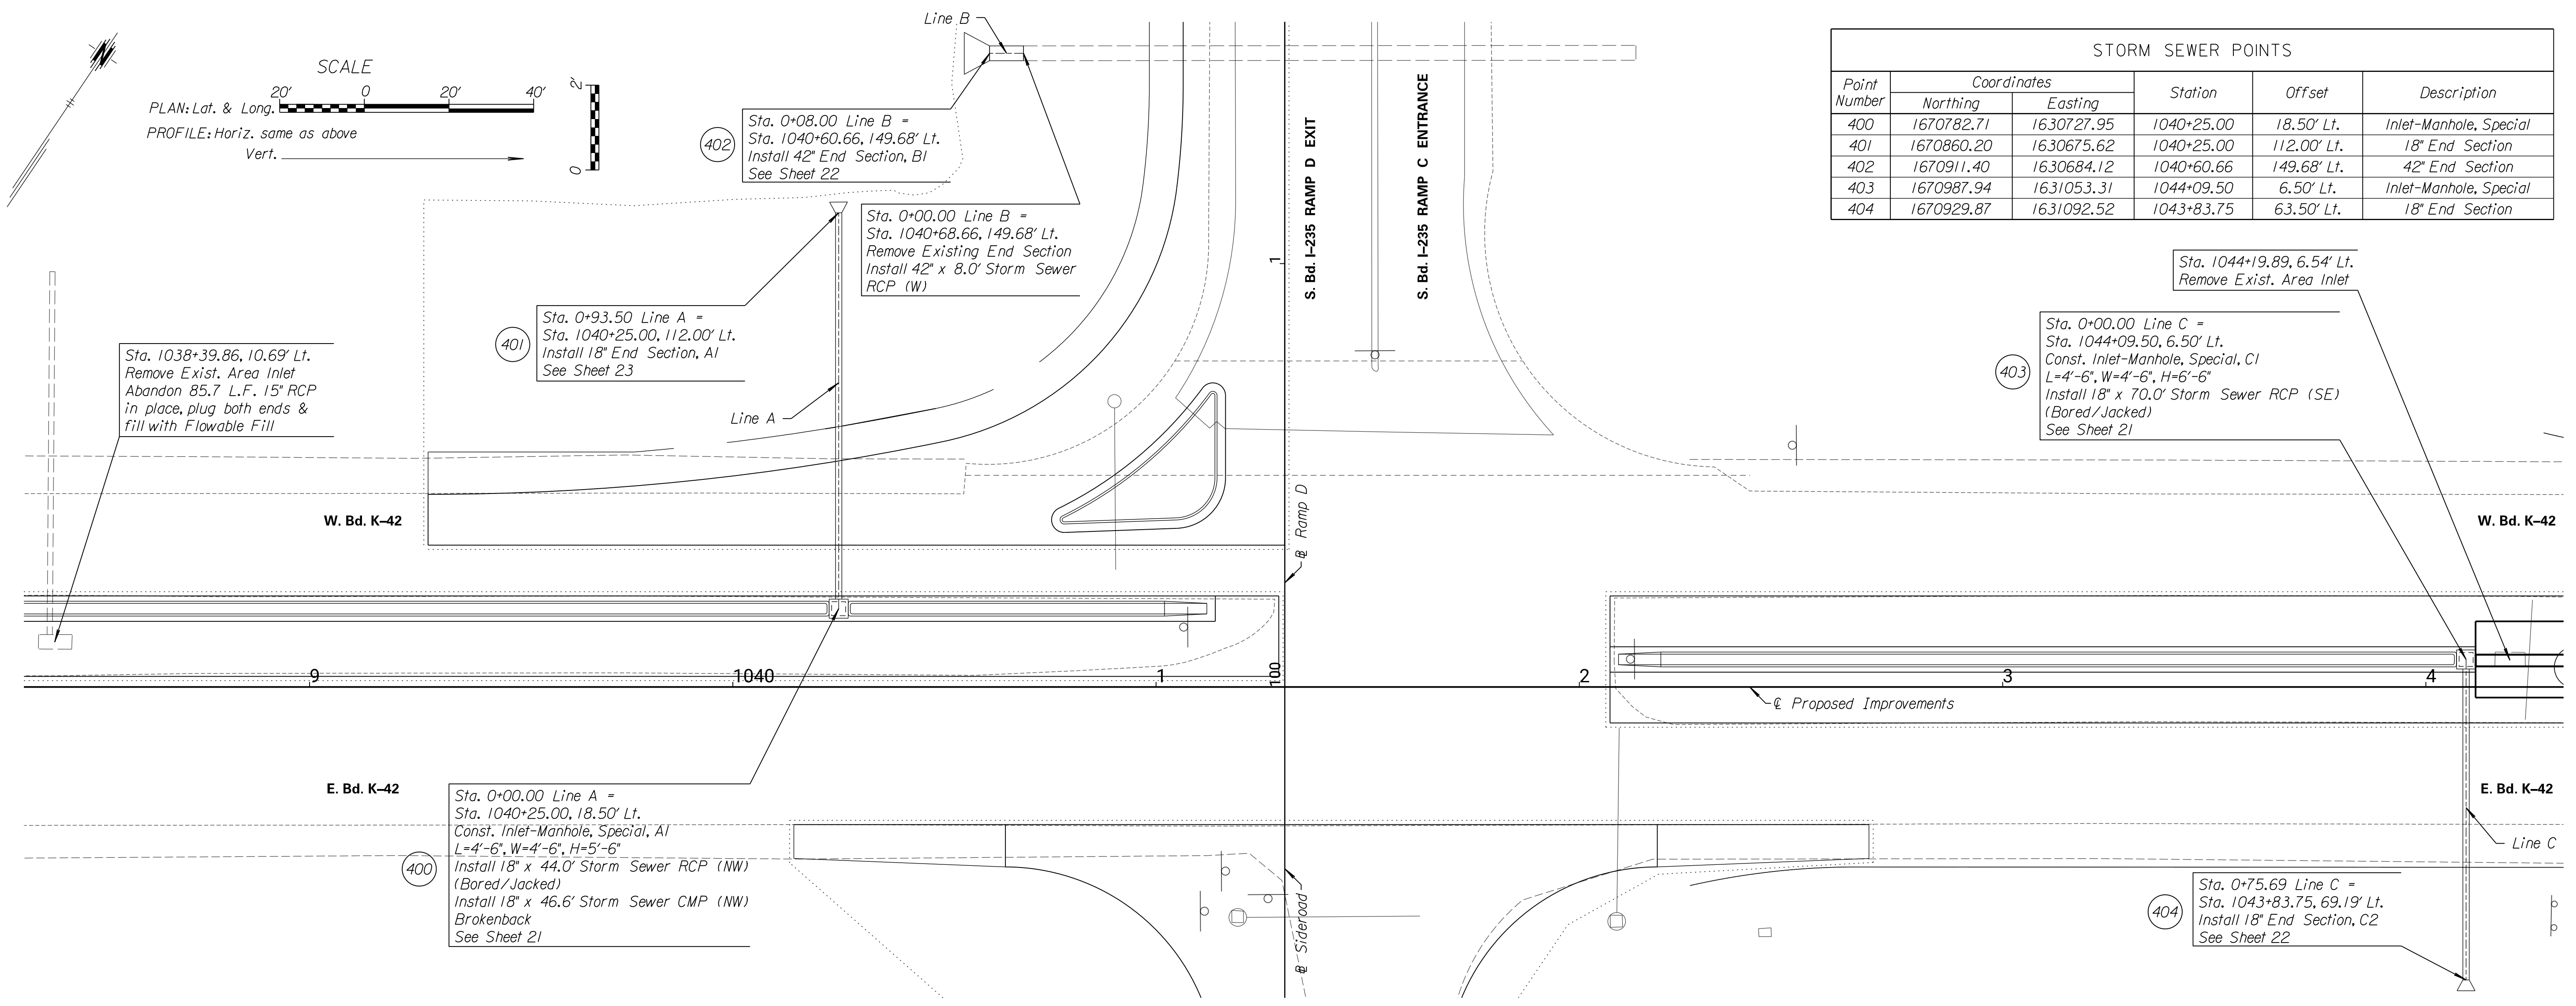 N
SCALE
20' 0 20' 40'
PLAN: Lat. & Long.
PROFILE: Horiz. same as above
Vert.
2'
0
Line B
402
Sta. 0+08.00 Line B =
Sta. 1040+60.66, 149.68' Lt.
Install 42" End Section, B1
See Sheet 22
Sta. 0+00.00 Line B =
Sta. 1040+68.66, 149.68' Lt.
Remove Existing End Section
Install 42" x 8.0' Storm Sewer
RCP (W)
401
Sta. 0+93.50 Line A =
Sta. 1040+25.00, 112.00' Lt.
Install 18" End Section, A1
See Sheet 23
Line A
Sta. 1038+39.86, 10.69' Lt.
Remove Exist. Area Inlet
Abandon 85.7 L.F. 15" RCP
in place, plug both ends &
fill with Flowable Fill
S. Bd. I-235 RAMP D EXIT
S. Bd. I-235 RAMP C ENTRANCE
1
STORM SEWER POINTS
Point Number Coordinates Station Offset Description
Northing Easting
400 1670782.71 1630727.95 1040+25.00 18.50' Lt. Inlet-Manhole, Special
401 1670860.20 1630675.62 1040+25.00 112.00' Lt. 18" End Section
402 1670911.40 1630684.12 1040+60.66 149.68' Lt. 42" End Section
403 1670987.94 1631053.31 1044+09.50 6.50' Lt. Inlet-Manhole, Special
404 1670929.87 1631092.52 1043+83.75 63.50' Lt. 18" End Section
Sta. 1044+19.89, 6.54' Lt.
Remove Exist. Area Inlet
403
Sta. 0+00.00 Line C =
Sta. 1044+09.50, 6.50' Lt.
Const. Inlet-Manhole, Special, C1
L=4'-6", W=4'-6", H=6'-6"
Install 18" x 70.0' Storm Sewer RCP (SE)
(Bored/Jacked)
See Sheet 21
W. Bd. K-42
W. Bd. K-42
℄ Ramp D
9 1040 1 100 2 3 4
℄ Proposed Improvements
E. Bd. K-42
E. Bd. K-42
400
Sta. 0+00.00 Line A =
Sta. 1040+25.00, 18.50' Lt.
Const. Inlet-Manhole, Special, A1
L=4'-6", W=4'-6", H=5'-6"
Install 18" x 44.0' Storm Sewer RCP (NW)
(Bored/Jacked)
Install 18" x 46.6' Storm Sewer CMP (NW)
Brokenback
See Sheet 21
℄ Sideroad
Line C
404
Sta. 0+75.69 Line C =
Sta. 1043+83.75, 69.19' Lt.
Install 18" End Section, C2
See Sheet 22